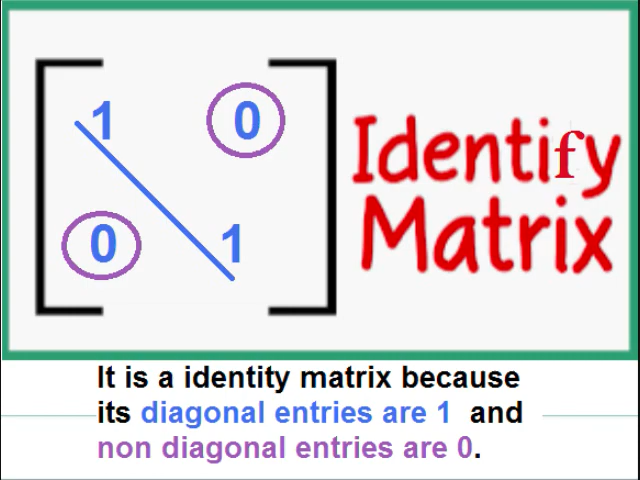 1 0
0 1
Identify
Matrix
It is a identity matrix because
its diagonal entries are 1 and
non diagonal entries are 0.